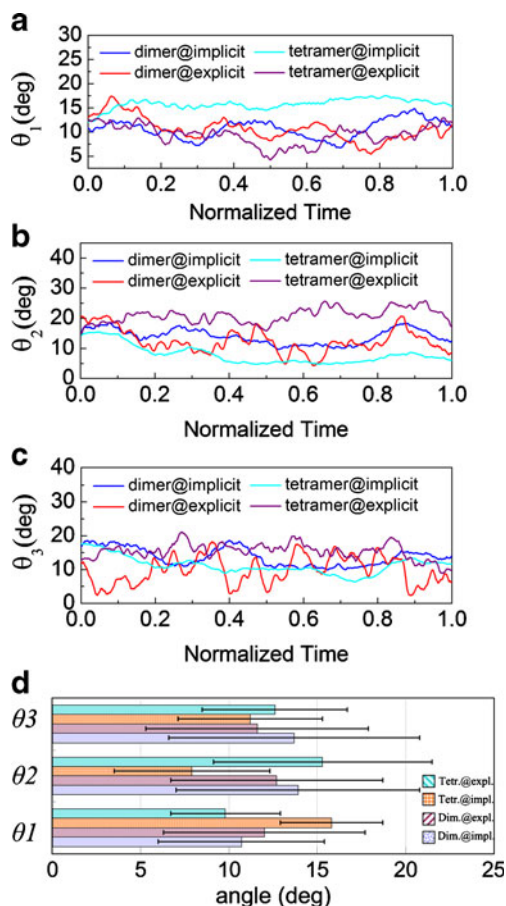 a
30
25
20
15
10
5
θ1(deg)
dimer@implicit tetramer@implicit
dimer@explicit tetramer@explicit
0.0 0.2 0.4 0.6 0.8 1.0
Normalized Time
b
40
30
20
10
0
θ2(deg)
dimer@implicit tetramer@implicit
dimer@explicit tetramer@explicit
0.0 0.2 0.4 0.6 0.8 1.0
Normalized Time
c
40
30
20
10
0
θ3(deg)
dimer@implicit tetramer@implicit
dimer@explicit tetramer@explicit
0.0 0.2 0.4 0.6 0.8 1.0
Normalized Time
d
θ3
θ2
θ1
Tetr.@expl.
Tetr.@impl.
Dim.@expl.
Dim.@impl.
0 5 10 15 20 25
angle (deg)